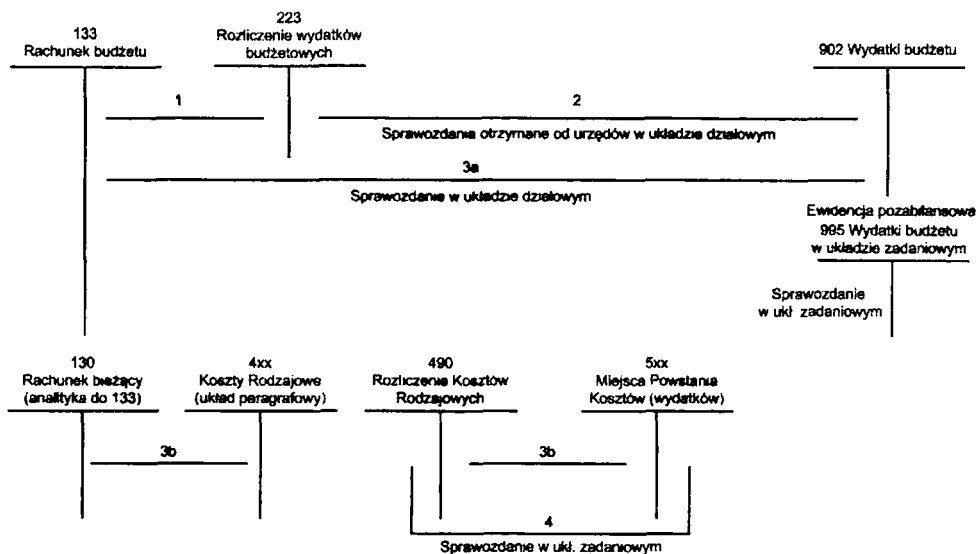 133
Rachunek budżetu
223
Rozliczenie wydatków
budżetowych
902 Wydatki budżetu
1
2
Sprawozdania otrzymane od urzędów w układzie działowym
3a
Sprawozdanie w układzie działowym
Ewidencja pozabilansowa
995 Wydatki budżetu
w układzie zadaniowym
Sprawozdanie
w ukł. zadaniowym
130
Rachunek bieżący
(analityka do 133)
4xx
Koszty Rodzajowe
(układ paragrafowy)
490
Rozliczenie Kosztów
Rodzajowych
5xx
Miejsca Powstania
Kosztów (wydatków)
3b
3b
4
Sprawozdanie w ukł. zadaniowym